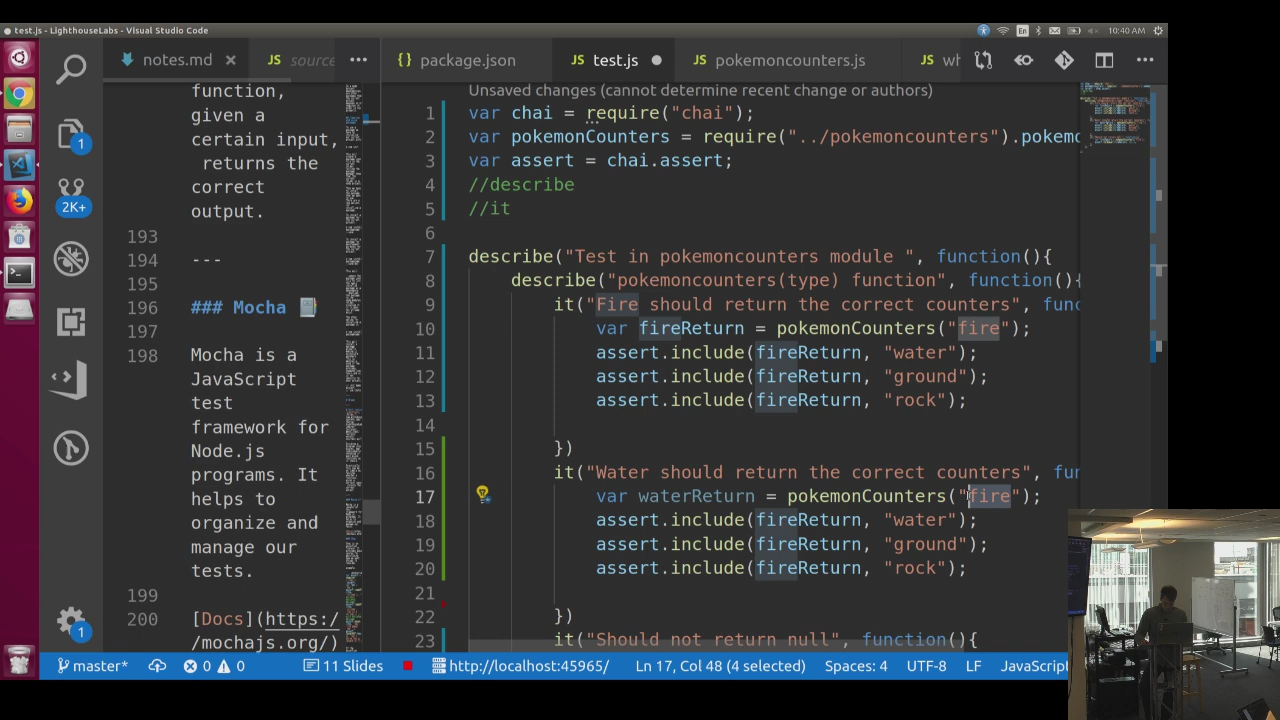 test.js - LighthouseLabs - Visual Studio Code
En
10:40 AM
notes.md
JS source
{ } package.json
JS test.js
JS pokemoncounters.js
JS wh
function,
given a
certain input,
returns the
correct
output.
193
194 ---
195
196 ### Mocha
197
198 Mocha is a
JavaScript
test
framework for
Node.js
programs. It
helps to
organize and
manage our
tests.
199
200 [Docs](https:/
/mochajs.org/)
1
2K+
1
Unsaved changes (cannot determine recent change or authors)
1 var chai = require("chai");
2 var pokemonCounters = require("../pokemoncounters").pokemo
3 var assert = chai.assert;
4 //describe
5 //it
6
7 describe("Test in pokemoncounters module ", function(){
8 describe("pokemoncounters(type) function", function(){
9 it("Fire should return the correct counters", func
10 var fireReturn = pokemonCounters("fire");
11 assert.include(fireReturn, "water");
12 assert.include(fireReturn, "ground");
13 assert.include(fireReturn, "rock");
14
15 })
16 it("Water should return the correct counters", fun
17 var waterReturn = pokemonCounters("fire");
18 assert.include(fireReturn, "water");
19 assert.include(fireReturn, "ground");
20 assert.include(fireReturn, "rock");
21
22 })
23 it("Should not return null", function(){
master*
0
0
11 Slides
http://localhost:45965/
Ln 17, Col 48 (4 selected)
Spaces: 4
UTF-8
LF
JavaScript